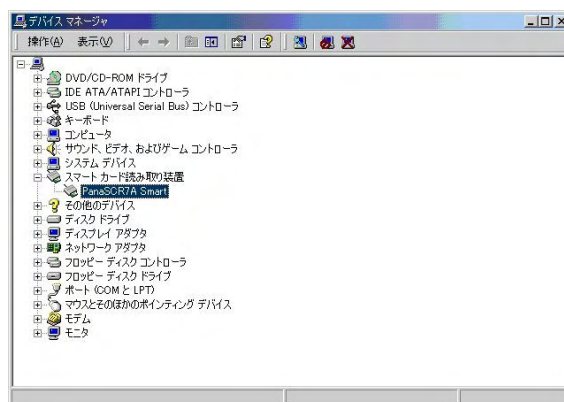 デバイス マネージャ
操作(A) 表示(V)
DVD/CD-ROM ドライブ
IDE ATA/ATAPI コントローラ
USB (Universal Serial Bus) コントローラ
キーボード
コンピュータ
サウンド、ビデオ、およびゲーム コントローラ
システム デバイス
スマート カード読み取り装置
PanaSCR7A Smart
その他のデバイス
ディスク ドライブ
ディスプレイ アダプタ
ネットワーク アダプタ
フロッピー ディスク コントローラ
フロッピー ディスク ドライブ
ポート (COM と LPT)
マウスとそのほかのポインティング デバイス
モデム
モニタ